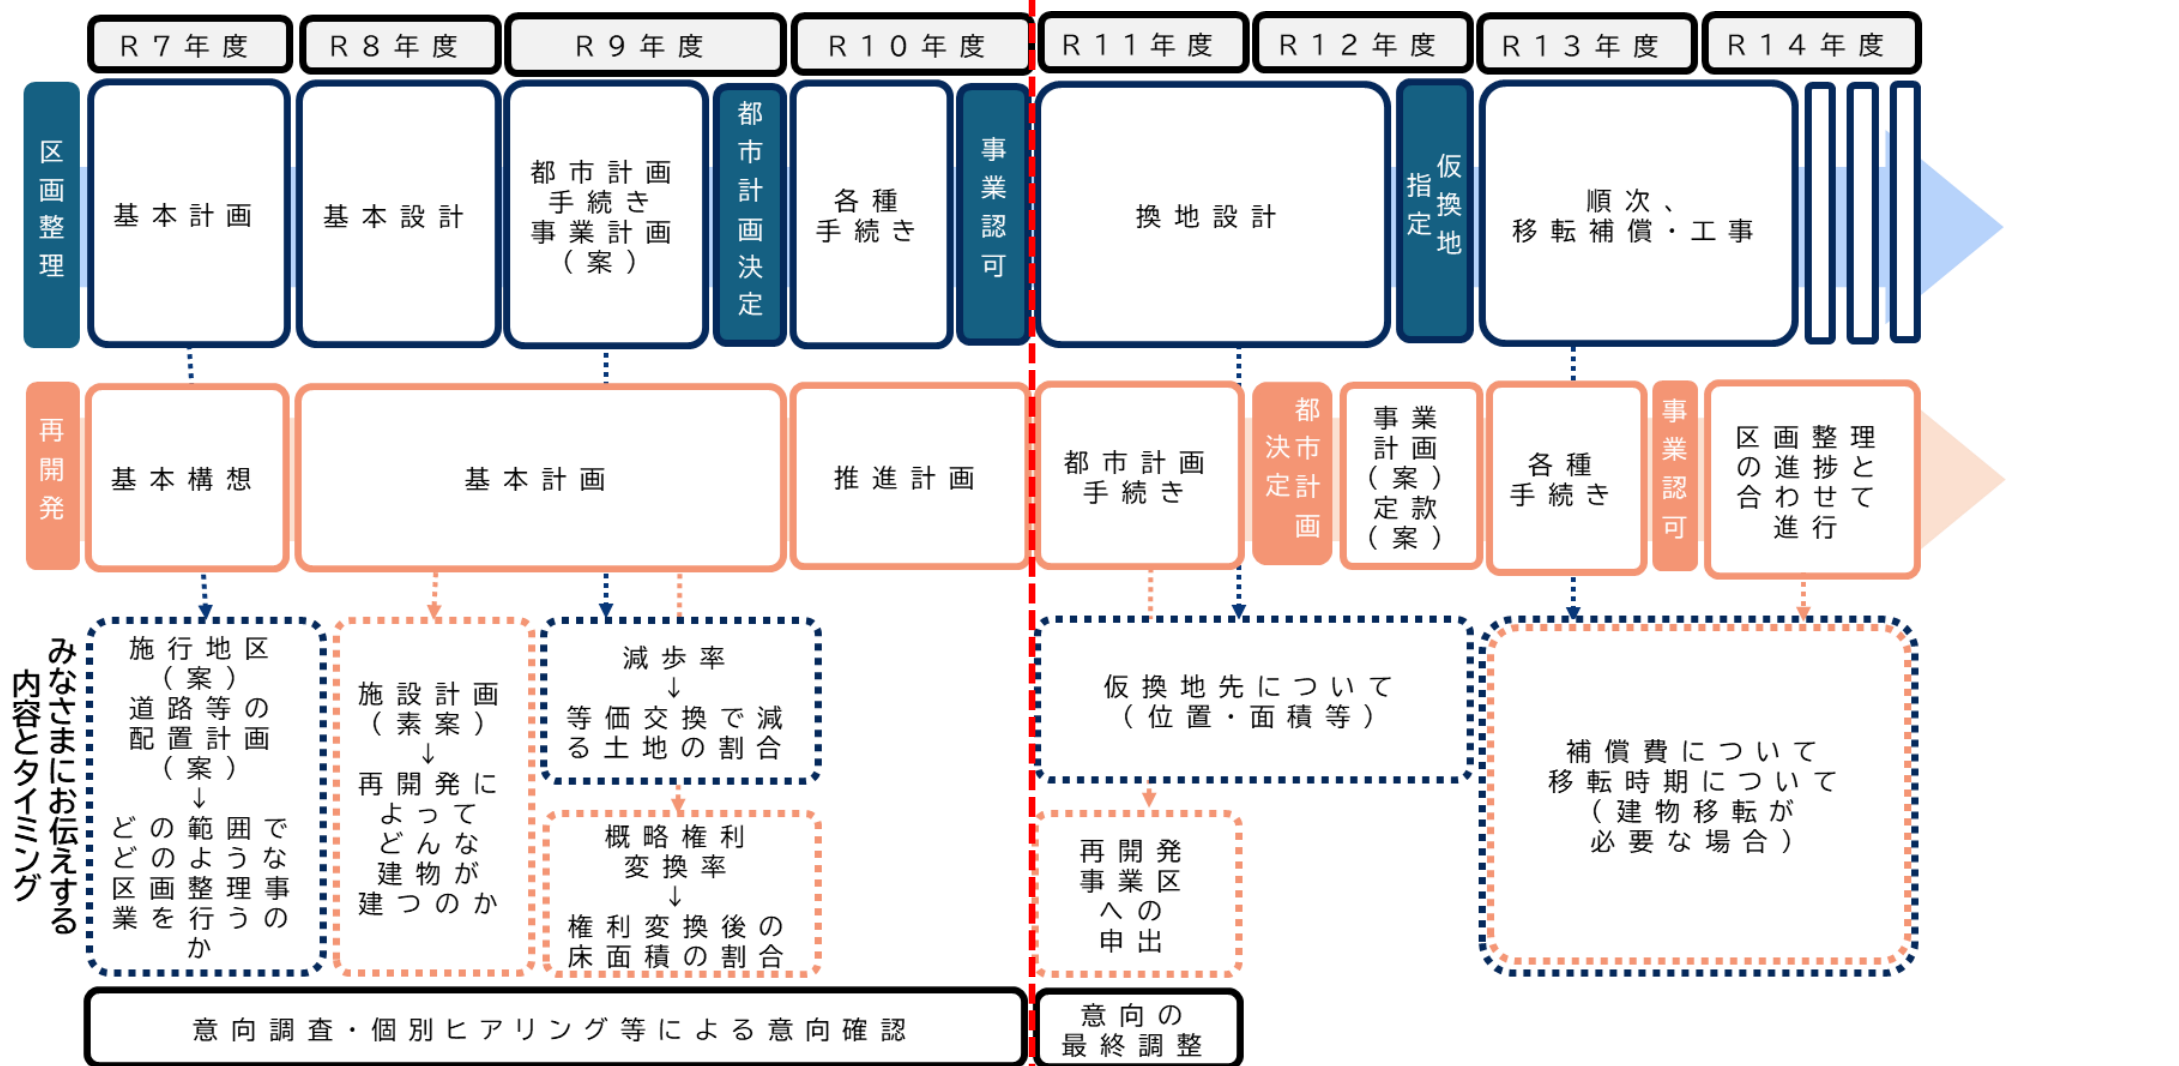 R7年度
R8年度
R9年度
R10年度
R11年度
R12年度
R13年度
R14年度
区画整理
基本計画
基本設計
都市計画
手続き
事業計画
（案）
都市計画決定
各種
手続き
事業認可
換地設計
仮換地
指定
順次、
移転補償・工事
再開発
基本構想
基本計画
推進計画
都市計画
手続き
都市計画
決定
事業
計画
（案）
定款
（案）
各種
手続き
事業認可
区画整理
の進捗と
合わせて
進行
みなさまにお伝えする
内容とタイミング
施行地区
（案）
道路等の
配置計画
（案）
↓
どの範囲で
どのような
区画整理事
業を行うの
か
施設計画
（素案）
↓
再開発に
よって
どんな
建物が
建つのか
減歩率
↓
等価交換で減
る土地の割合
概略権利
変換率
↓
権利変換後の
床面積の割合
仮換地先について
（位置・面積等）
再開発
事業区
への
申出
補償費について
移転時期について
（建物移転が
必要な場合）
意向調査・個別ヒアリング等による意向確認
意向の
最終調整